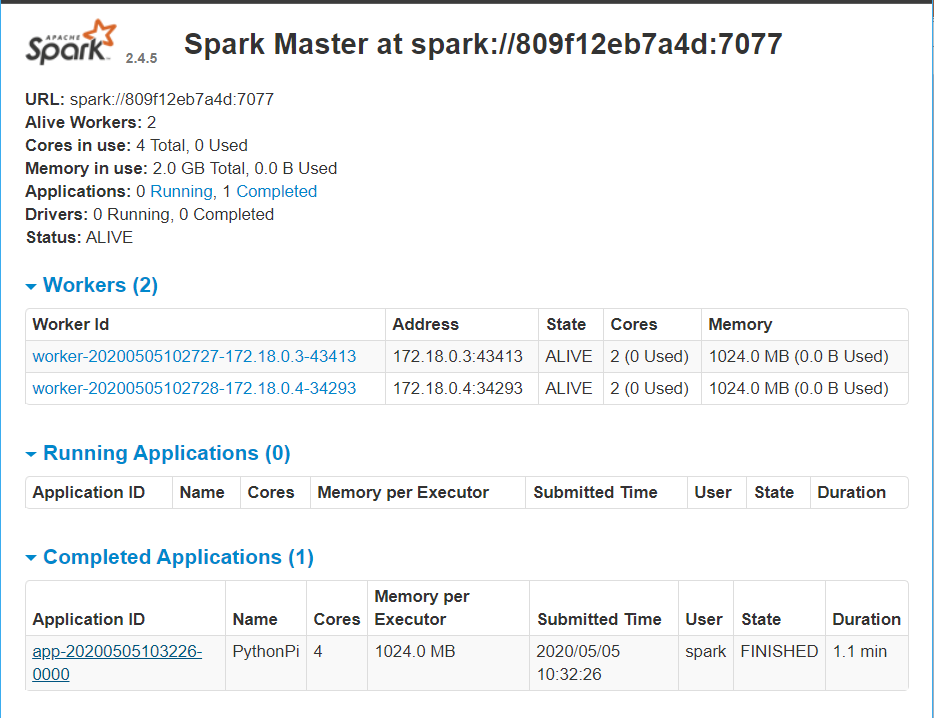 APACHE
Spark 2.4.5 Spark Master at spark://809f12eb7a4d:7077
URL: spark://809f12eb7a4d:7077
Alive Workers: 2
Cores in use: 4 Total, 0 Used
Memory in use: 2.0 GB Total, 0.0 B Used
Applications: 0 Running, 1 Completed
Drivers: 0 Running, 0 Completed
Status: ALIVE
Workers (2)
Worker Id Address State Cores Memory
worker-20200505102727-172.18.0.3-43413 172.18.0.3:43413 ALIVE 2 (0 Used) 1024.0 MB (0.0 B Used)
worker-20200505102728-172.18.0.4-34293 172.18.0.4:34293 ALIVE 2 (0 Used) 1024.0 MB (0.0 B Used)
Running Applications (0)
Application ID Name Cores Memory per Executor Submitted Time User State Duration
Completed Applications (1)
Memory per
Application ID Name Cores Executor Submitted Time User State Duration
app-20200505103226- PythonPi 4 1024.0 MB 2020/05/05 spark FINISHED 1.1 min
0000 10:32:26